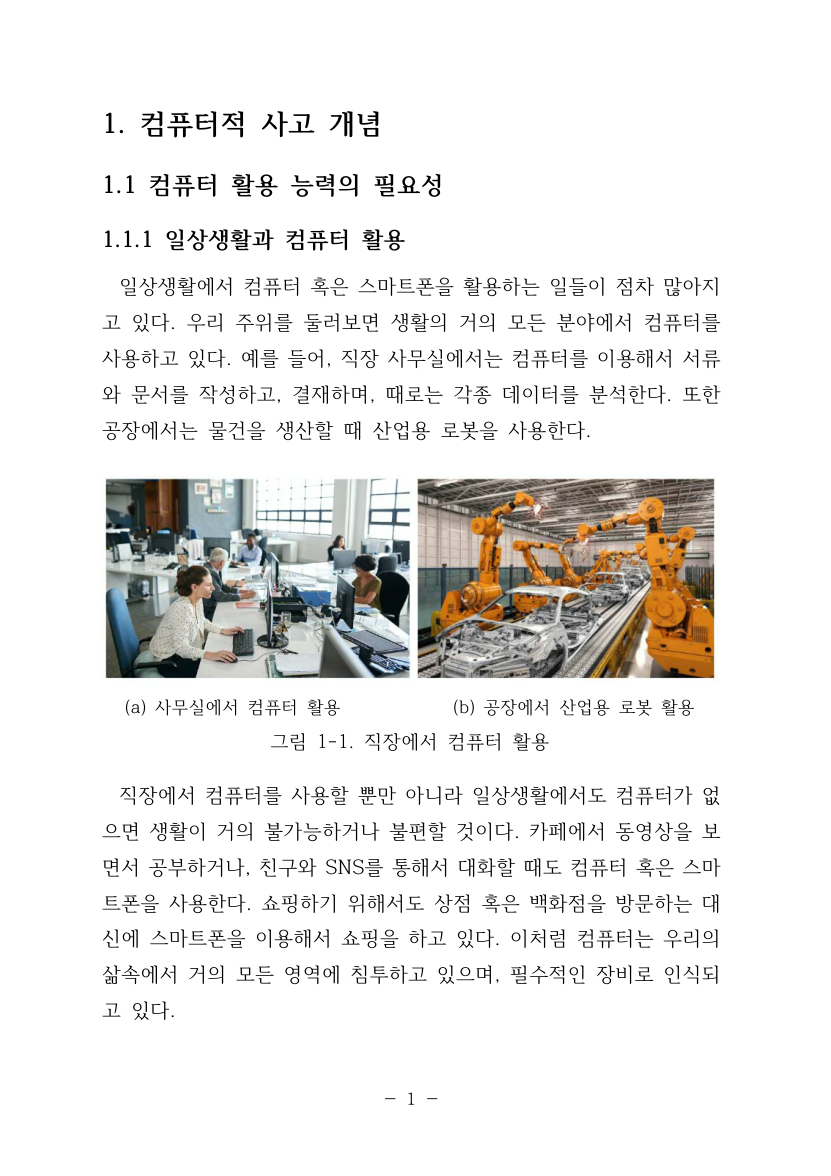 1. 컴퓨터적 사고 개념
1.1 컴퓨터 활용 능력의 필요성
1.1.1 일상생활과 컴퓨터 활용
일상생활에서 컴퓨터 혹은 스마트폰을 활용하는 일들이 점차 많아지
고 있다. 우리 주위를 둘러보면 생활의 거의 모든 분야에서 컴퓨터를
사용하고 있다. 예를 들어, 직장 사무실에서는 컴퓨터를 이용해서 서류
와 문서를 작성하고, 결재하며, 때로는 각종 데이터를 분석한다. 또한
공장에서는 물건을 생산할 때 산업용 로봇을 사용한다.
(a) 사무실에서 컴퓨터 활용
(b) 공장에서 산업용 로봇 활용
그림 1-1. 직장에서 컴퓨터 활용
직장에서 컴퓨터를 사용할 뿐만 아니라 일상생활에서도 컴퓨터가 없
으면 생활이 거의 불가능하거나 불편할 것이다. 카페에서 동영상을 보
면서 공부하거나, 친구와 SNS를 통해서 대화할 때도 컴퓨터 혹은 스마
트폰을 사용한다. 쇼핑하기 위해서도 상점 혹은 백화점을 방문하는 대
신에 스마트폰을 이용해서 쇼핑을 하고 있다. 이처럼 컴퓨터는 우리의
삶속에서 거의 모든 영역에 침투하고 있으며, 필수적인 장비로 인식되
고 있다.
- 1 -